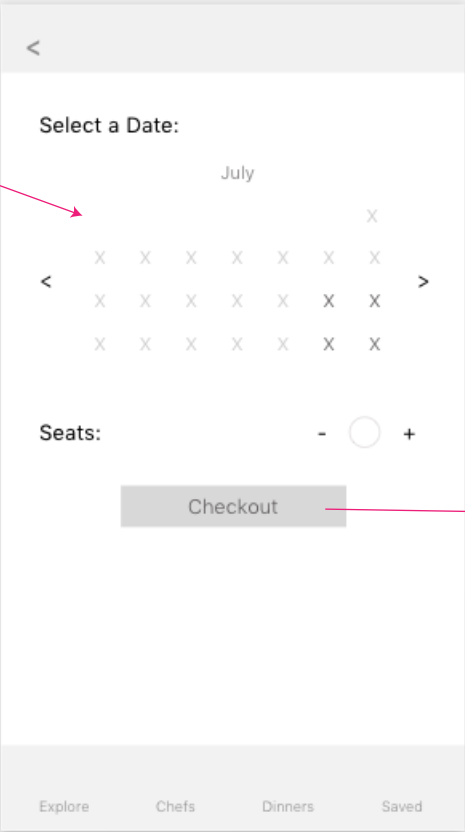 <
Select a Date:
July
X
X X X X X X X
< >
X X X X X X X
X X X X X X X
Seats: - +
Checkout
Explore Chefs Dinners Saved